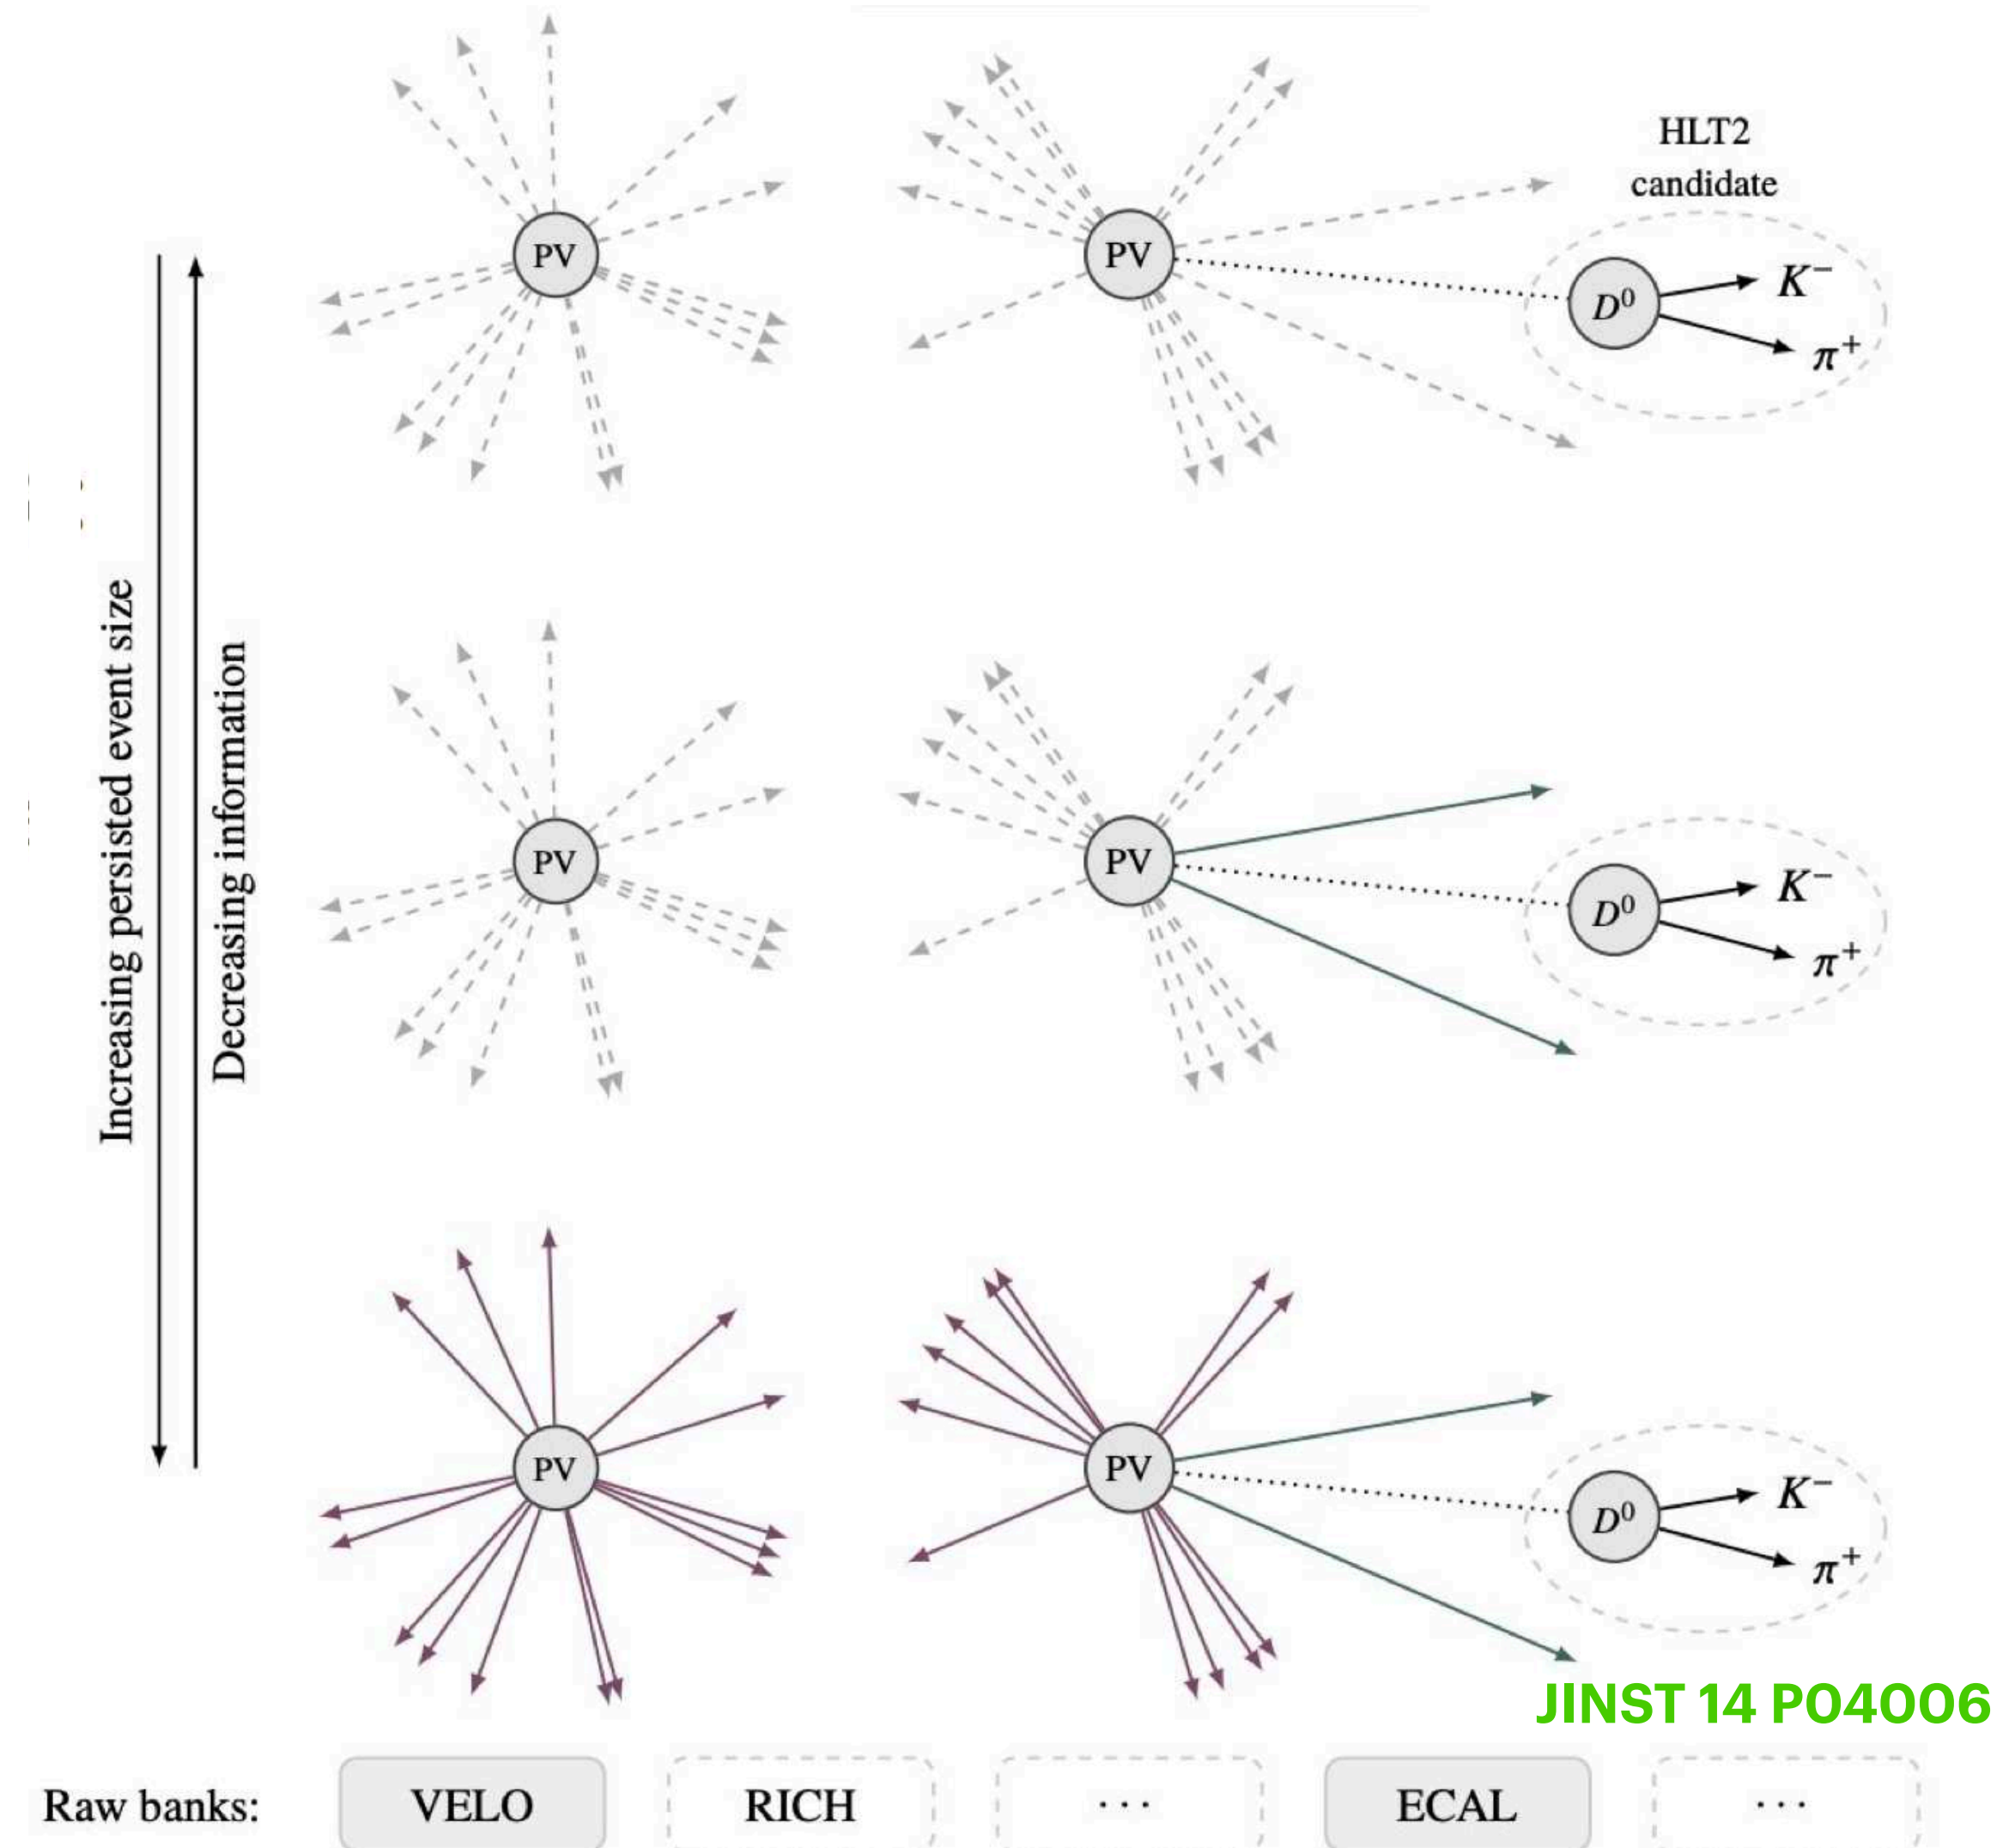 HLT2
candidate
PV
PV
D⁰
K⁻
π⁺
Increasing persisted event size
Decreasing information
PV
PV
D⁰
K⁻
π⁺
PV
PV
D⁰
K⁻
π⁺
JINST 14 P04006
Raw banks: VELO RICH ... ECAL ...